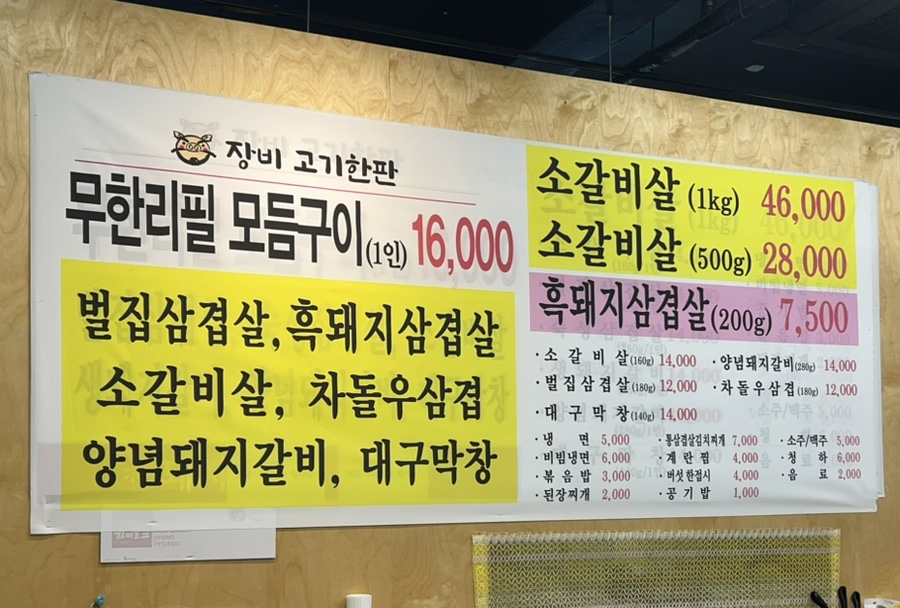 장비 고기한판
무한리필 모듬구이(1인) 16,000
벌집삼겹살, 흑돼지삼겹살
소갈비살, 차돌우삼겹
양념돼지갈비, 대구막창
소갈비살 (1kg) 46,000
소갈비살 (500g) 28,000
흑돼지삼겹살(200g) 7,500
· 소갈비살(160g) 14,000
· 벌집삼겹살(180g) 12,000
· 대구막창(140g) 14,000
· 양념돼지갈비(280g) 14,000
· 차돌우삼겹(180g) 12,000
· 냉면 5,000
· 비빔냉면 6,000
· 볶음밥 3,000
· 된장찌개 2,000
· 통삼겹살김치찌개 7,000
· 계란찜 4,000
· 버섯한접시 4,000
· 공기밥 1,000
· 소주/맥주 5,000
· 청하 6,000
· 음료 2,000